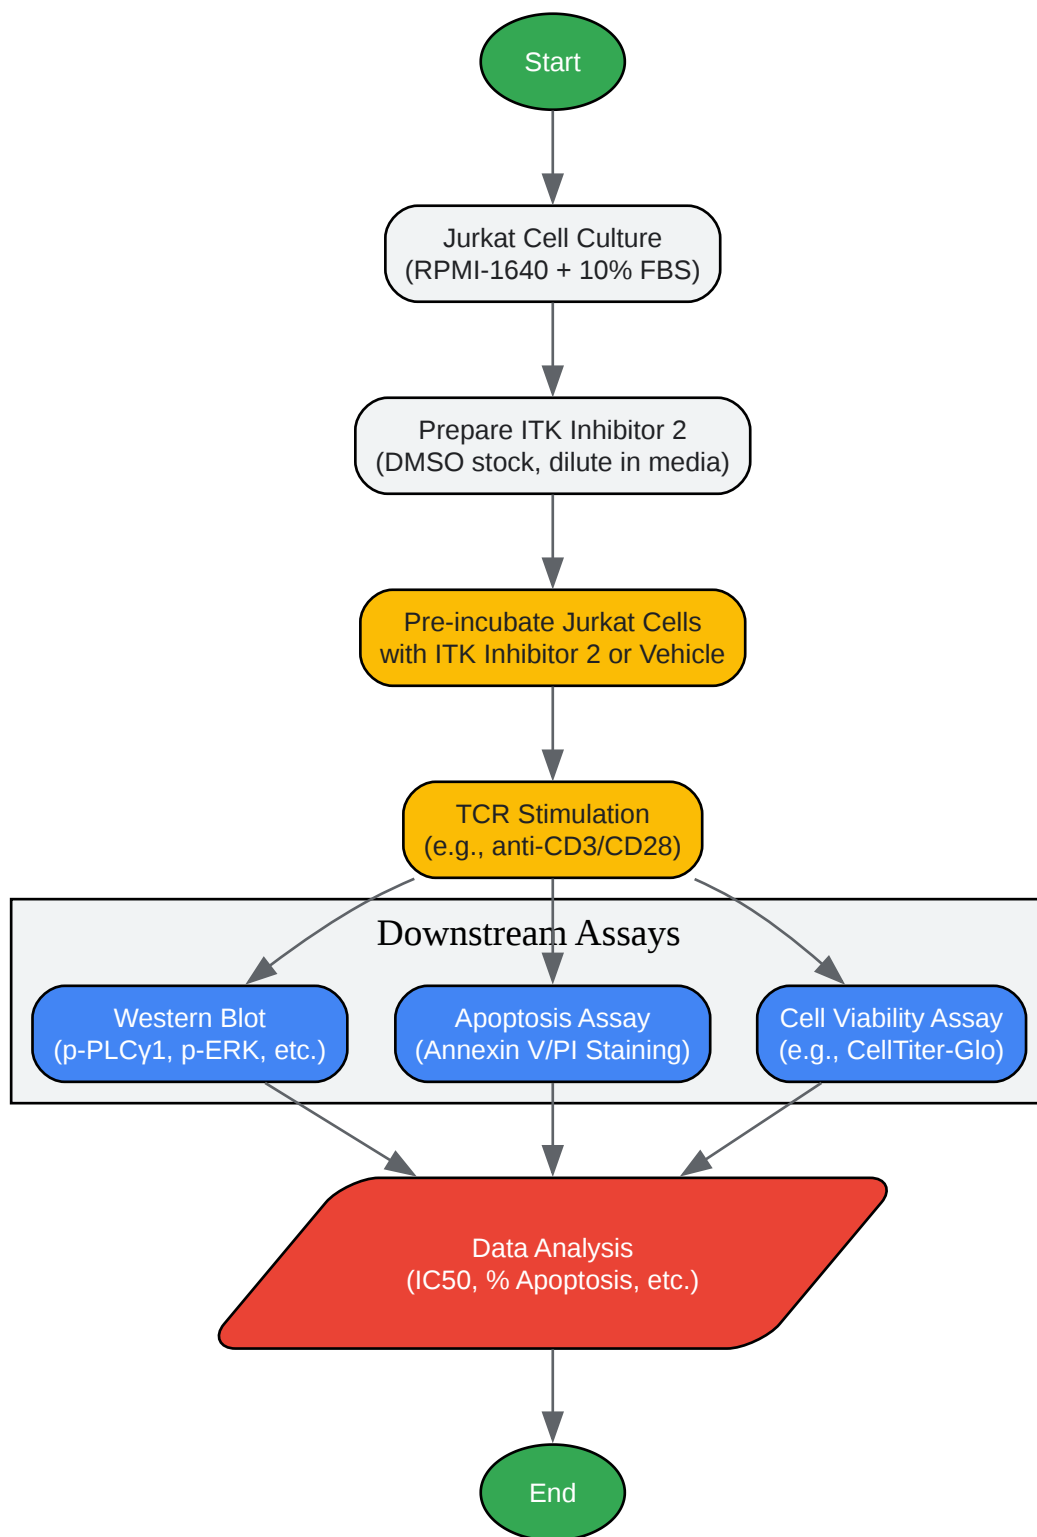 Start
Jurkat Cell Culture
(RPMI-1640 + 10% FBS)
Prepare ITK Inhibitor 2
(DMSO stock, dilute in media)
Pre-incubate Jurkat Cells
with ITK Inhibitor 2 or Vehicle
TCR Stimulation
(e.g., anti-CD3/CD28)
Downstream Assays
Western Blot
(p-PLCγ1, p-ERK, etc.)
Apoptosis Assay
(Annexin V/PI Staining)
Cell Viability Assay
(e.g., CellTiter-Glo)
Data Analysis
(IC50, % Apoptosis, etc.)
End